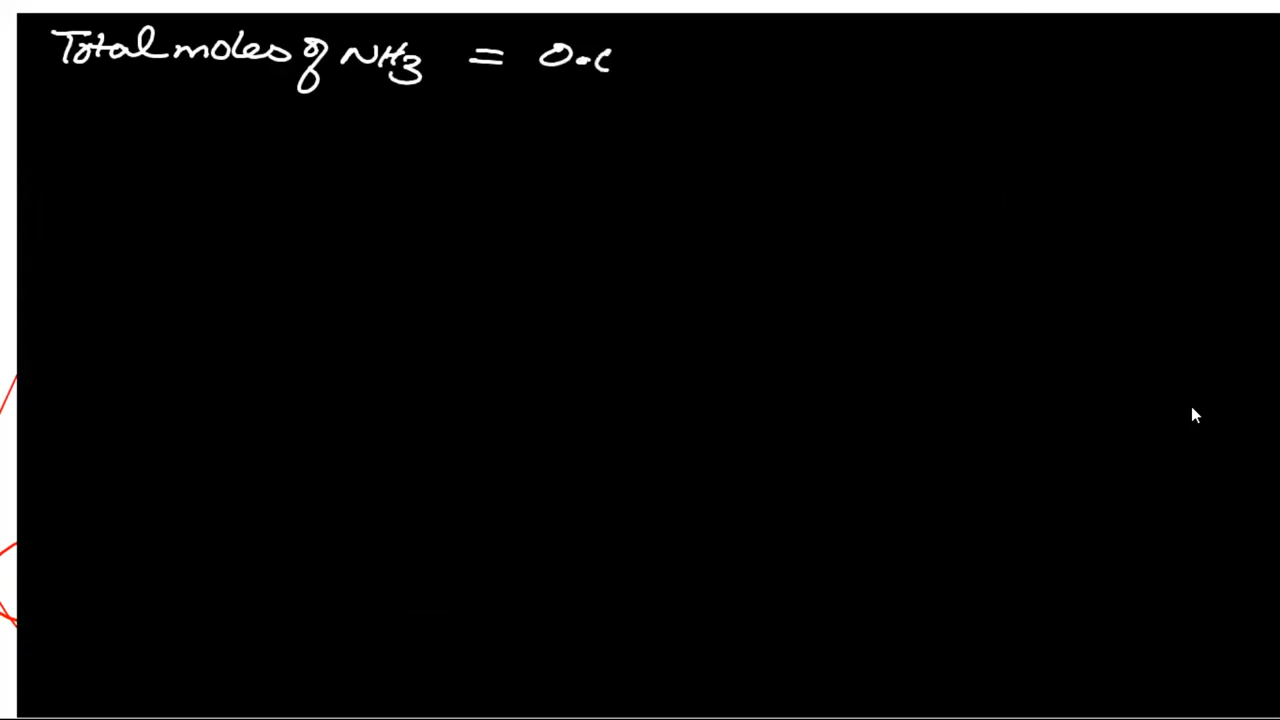 Total moles of NH3 = 0.